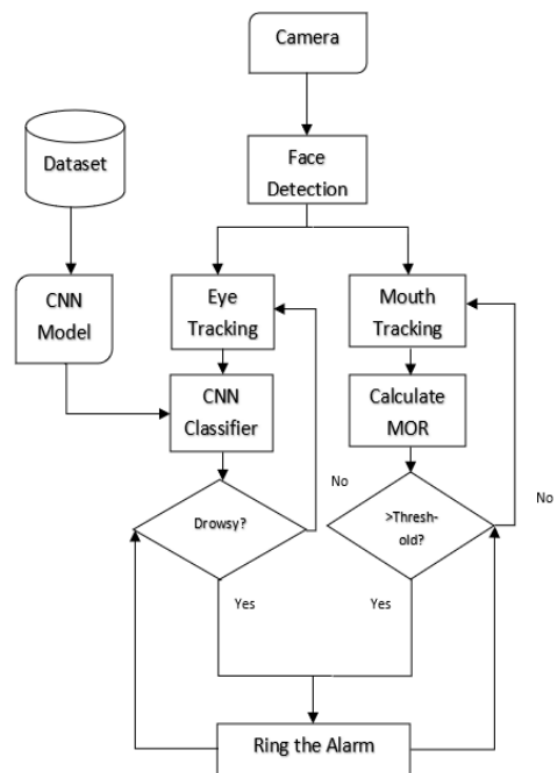 Camera
Face
Detection
Dataset
CNN
Model
Eye
Tracking
Mouth
Tracking
CNN
Classifier
Calculate
MOR
No
No
Drowsy?
>Thresh-
old?
Yes
Yes
Ring the Alarm